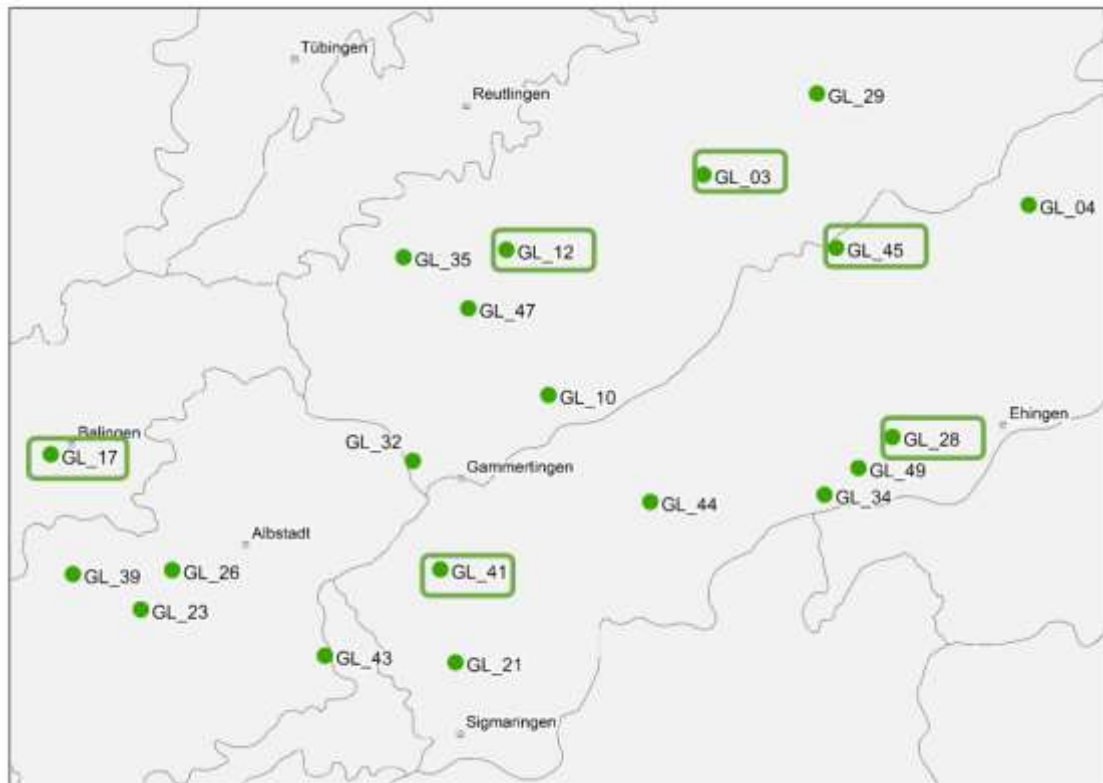 Tübingen
Reutlingen
GL_29
GL_03
GL_04
GL_12
GL_45
GL_35
GL_47
GL_10
Ehingen
Balingen
GL_28
GL_32
GL_17
GL_49
Gammertingen
GL_34
GL_44
Albstadt
GL_41
GL_26
GL_39
GL_23
GL_43
GL_21
Sigmaringen